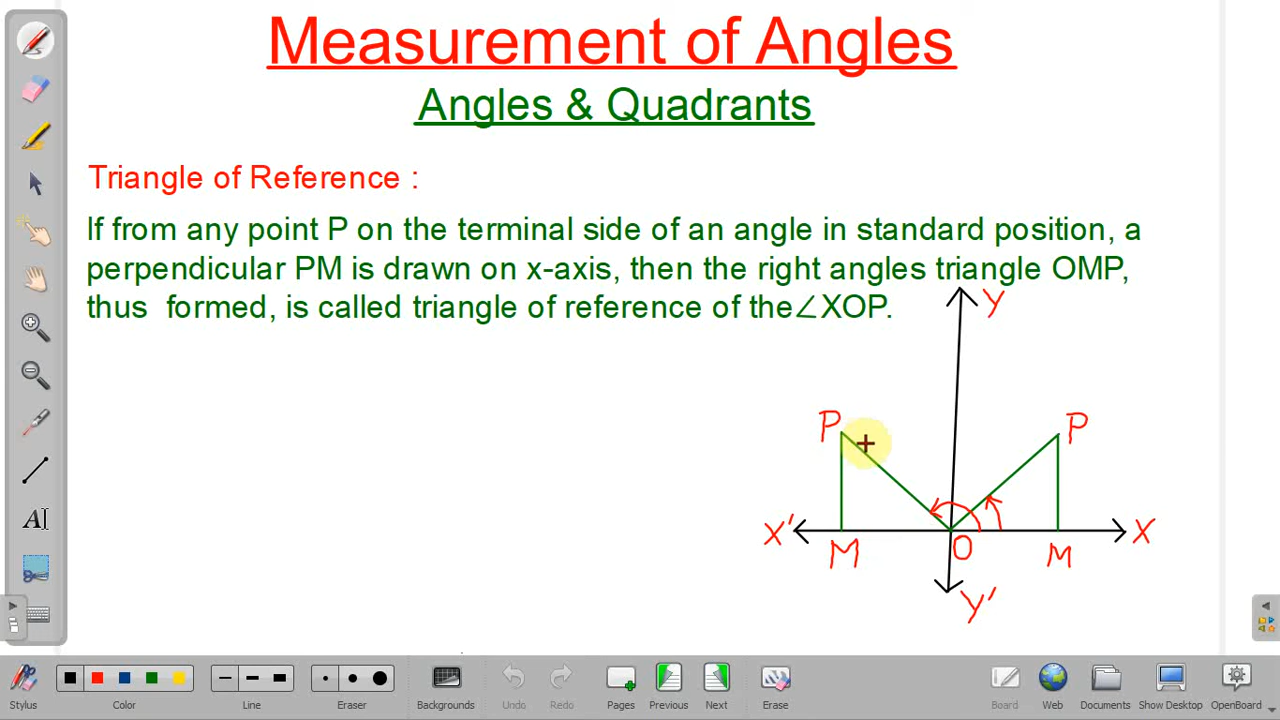 Measurement of Angles
Angles & Quadrants
Triangle of Reference :
If from any point P on the terminal side of an angle in standard position, a
perpendicular PM is drawn on x-axis, then the right angles triangle OMP,
thus formed, is called triangle of reference of the∠XOP.
Y
P
P
X'
X
M
O
M
Y'
AI
Stylus
Color
Line
Eraser
Backgrounds
Undo
Redo
Pages
Previous
Next
Erase
Board
Web
Documents
Show Desktop
OpenBoard